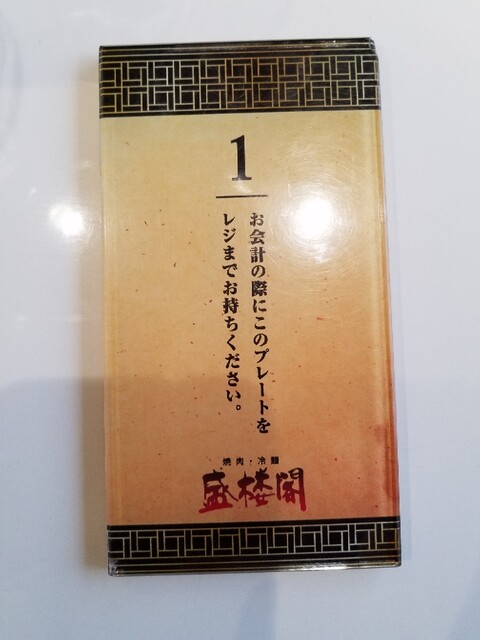 1
お会計の際にこのプレートを
レジまでお持ちください。
焼肉・冷麺
盛楼閣